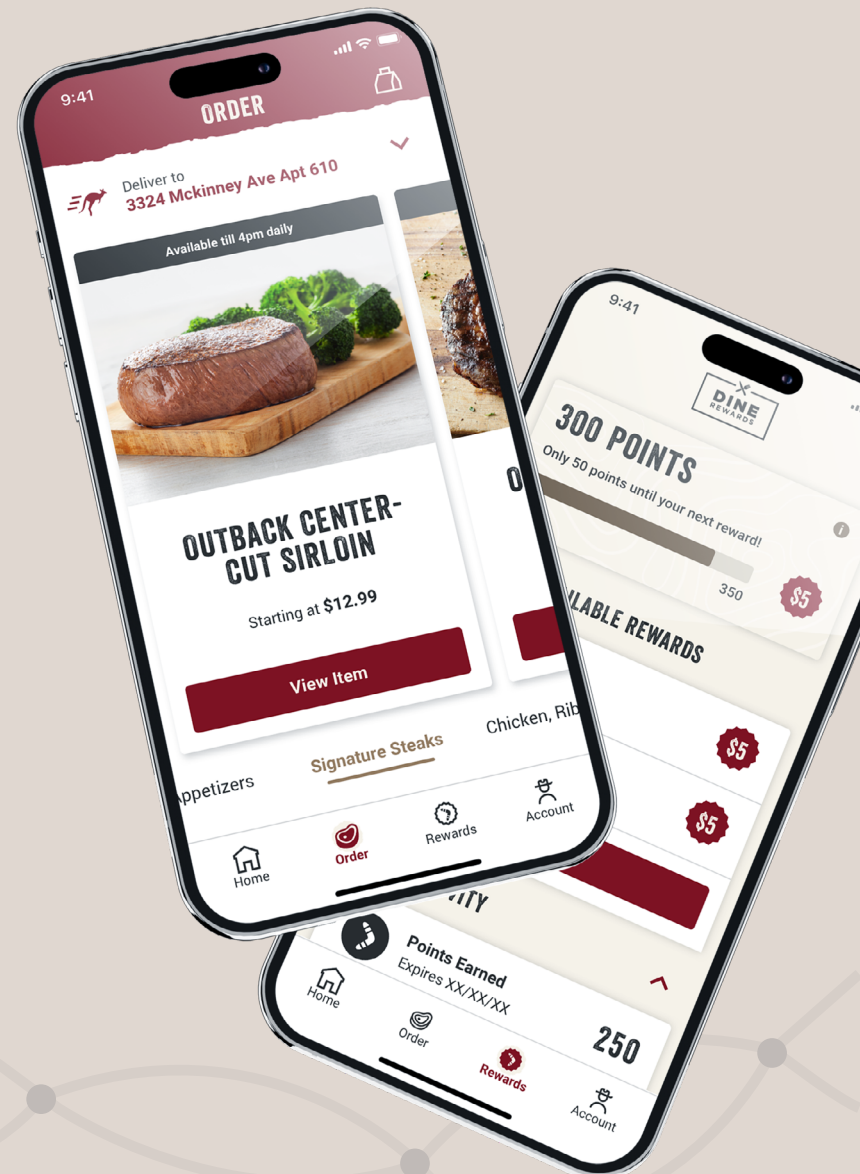 9:41
ORDER
Deliver to
3324 Mckinney Ave Apt 610
Available till 4pm daily
OUTBACK CENTER-
CUT SIRLOIN
Starting at $12.99
View Item
Signature Steaks
Chicken,
Home
Order
Rewards
Account
9:41
DINE
REWARDS
300 POINTS
Only 50 points until your next reward!
350
$5
REWARDS
$5
$5
Points Earned
Expires XX/XX/XX
250
Home
Order
Rewards
Account